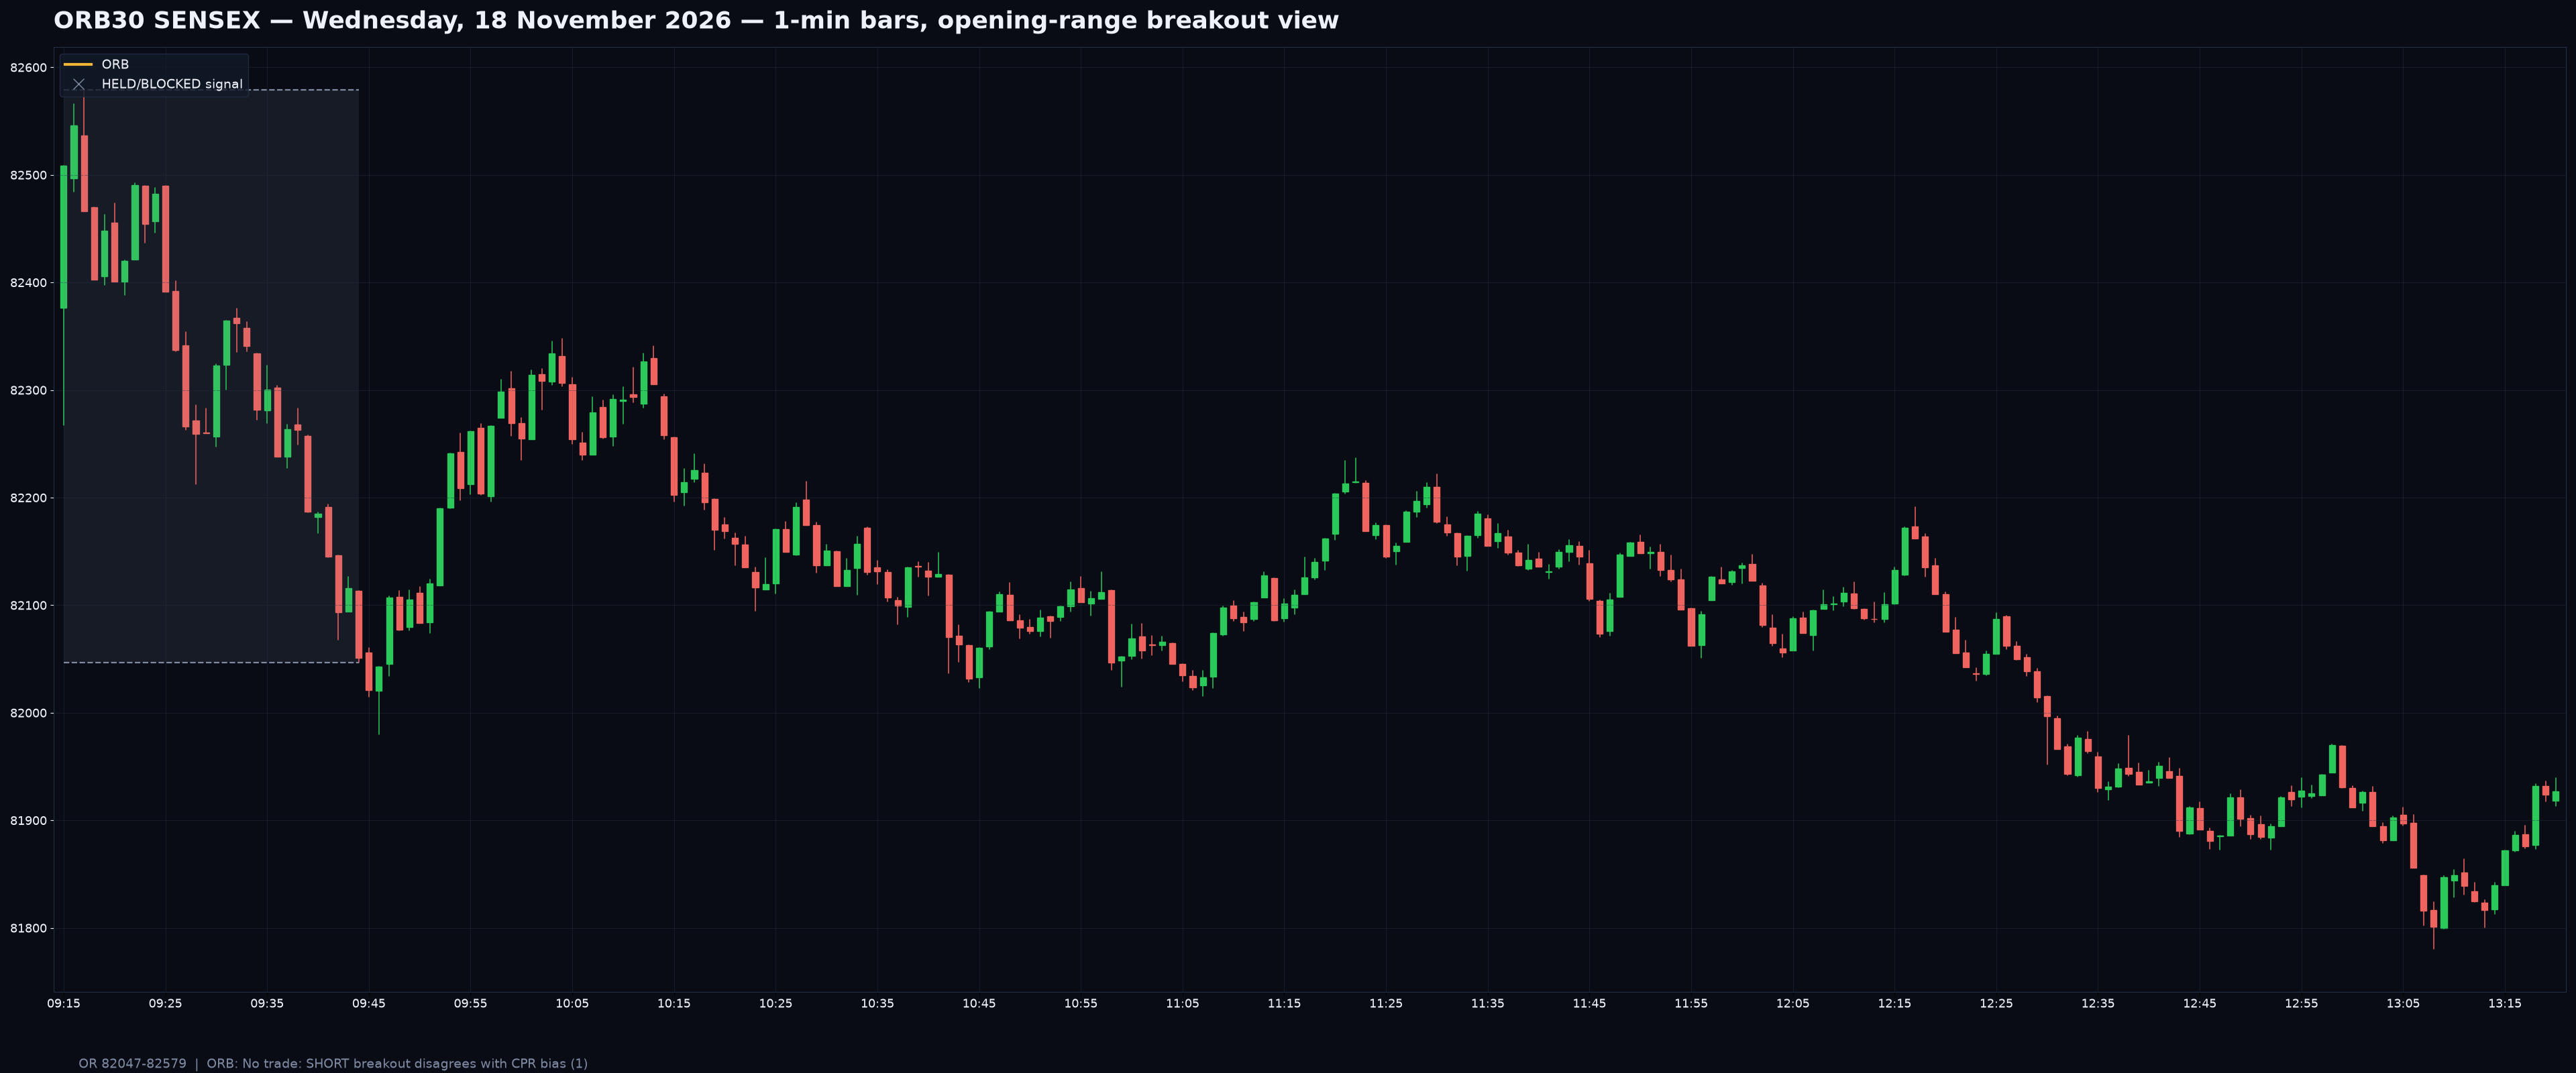 ORB30 SENSEX — Wednesday, 18 November 2026 — 1-min bars, opening-range breakout view
ORB
HELD/BLOCKED signal
82600
82500
82400
82300
82200
82100
82000
81900
81800
09:15 09:25 09:35 09:45 09:55 10:05 10:15 10:25 10:35 10:45 10:55 11:05 11:15 11:25 11:35 11:45 11:55 12:05 12:15 12:25 12:35 12:45 12:55 13:05 13:15
OR 82047-82579 | ORB: No trade: SHORT breakout disagrees with CPR bias (1)